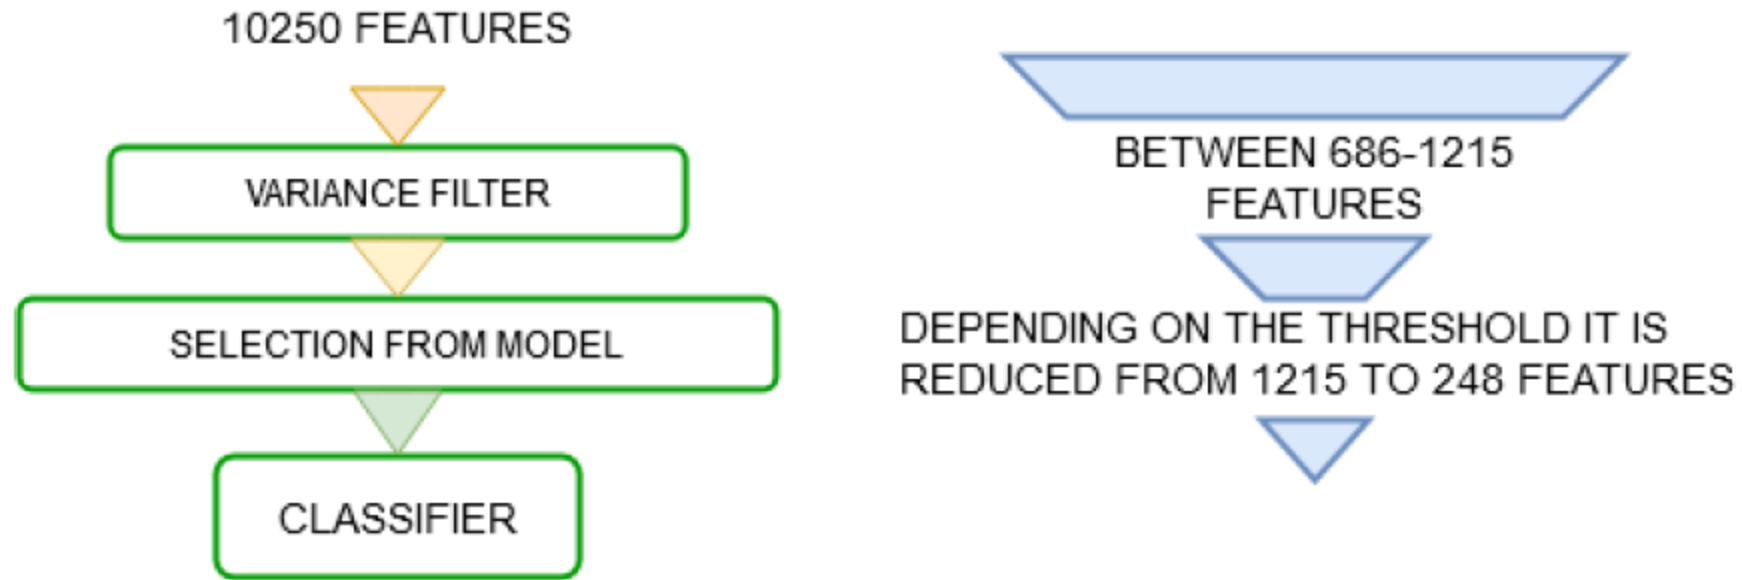 10250 FEATURES
VARIANCE FILTER
SELECTION FROM MODEL
CLASSIFIER
BETWEEN 686-1215
FEATURES
DEPENDING ON THE THRESHOLD IT IS
REDUCED FROM 1215 TO 248 FEATURES